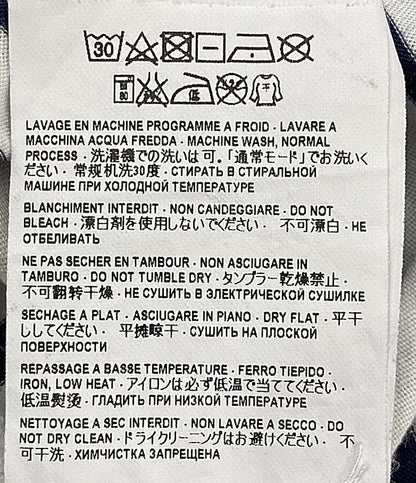 30
30
低
LAVAGE EN MACHINE PROGRAMME A FROID - LAVARE A
MACCHINA ACQUA FREDDA - MACHINE WASH, NORMAL
PROCESS - 洗濯機での洗いは可。「通常モード」でお洗いく
ださい - 常规机洗30度 - СТИРАТЬ В СТИРАЛЬНОЙ
МАШИНЕ ПРИ ХОЛОДНОЙ ТЕМПЕРАТУРЕ
BLANCHIMENT INTERDIT - NON CANDEGGIARE - DO NOT
BLEACH - 漂白剤を使用しないでください - 不可漂白 - НЕ
ОТБЕЛИВАТЬ
NE PAS SECHER EN TAMBOUR - NON ASCIUGARE IN
TAMBURO - DO NOT TUMBLE DRY - タンブラー乾燥禁止 -
不可翻转干燥 - НЕ СУШИТЬ В ЭЛЕКТРИЧЕСКОЙ СУШИЛКЕ
SECHAGE A PLAT - ASCIUGARE IN PIANO - DRY FLAT - 平干
ししてください - 平摊晾干 - СУШИТЬ НА ПЛОСКОЙ
ПОВЕРХНОСТИ
REPASSAGE A BASSE TEMPERATURE - FERRO TIEPIDO -
IRON, LOW HEAT - アイロンは必ず低温で当ててください -
低温熨烫 - ГЛАДИТЬ ПРИ НИЗКОЙ ТЕМПЕРАТУРЕ
NETTOYAGE A SEC INTERDIT - NON LAVARE A SECCO - DO
NOT DRY CLEAN - ドライクリーニングはお避けください - 不
可干洗 - ХИМЧИСТКА ЗАПРЕЩЕНА